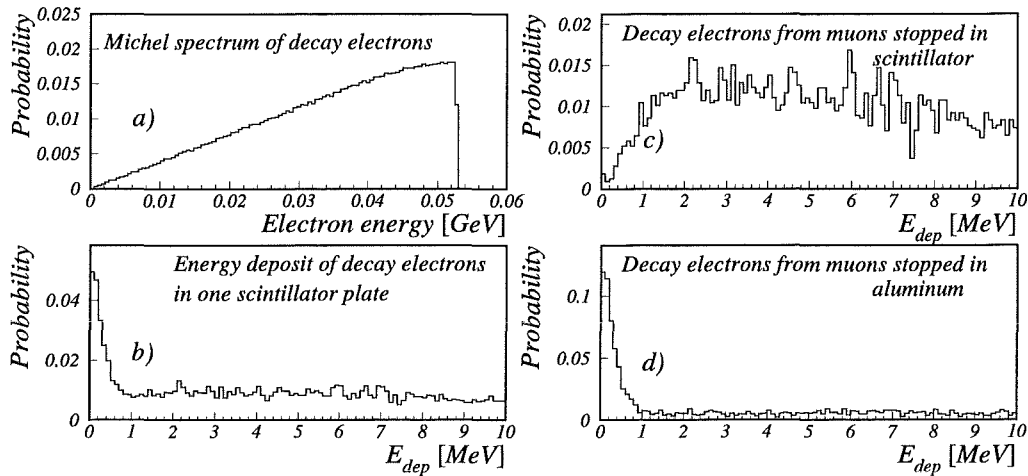 Probability
0.025
0.02
0.015
0.01
0.005
0
Michel spectrum of decay electrons
a)
0 0.01 0.02 0.03 0.04 0.05 0.06
Electron energy [GeV]
Probability
0.02
0.015
0.01
0.005
0
Decay electrons from muons stopped in
scintillator
c)
0 1 2 3 4 5 6 7 8 9 10
E_dep [MeV]
Probability
0.04
0.02
0
Energy deposit of decay electrons
in one scintillator plate
b)
0 1 2 3 4 5 6 7 8 9 10
E_dep [MeV]
Probability
0.1
0.05
0
Decay electrons from muons stopped in
aluminum
d)
0 1 2 3 4 5 6 7 8 9 10
E_dep [MeV]